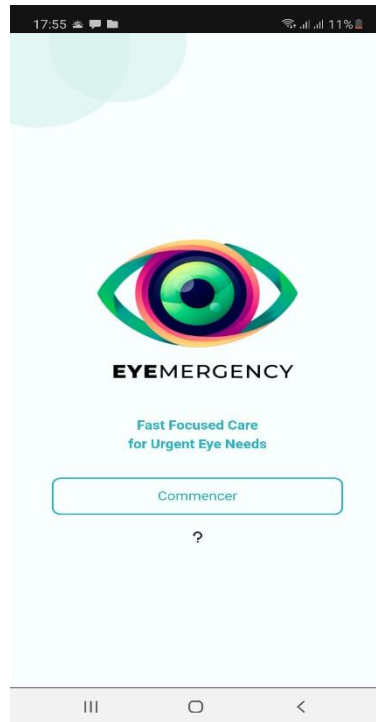 17:55 11%
EYEMERGENCY
Fast Focused Care
for Urgent Eye Needs
Commencer
?